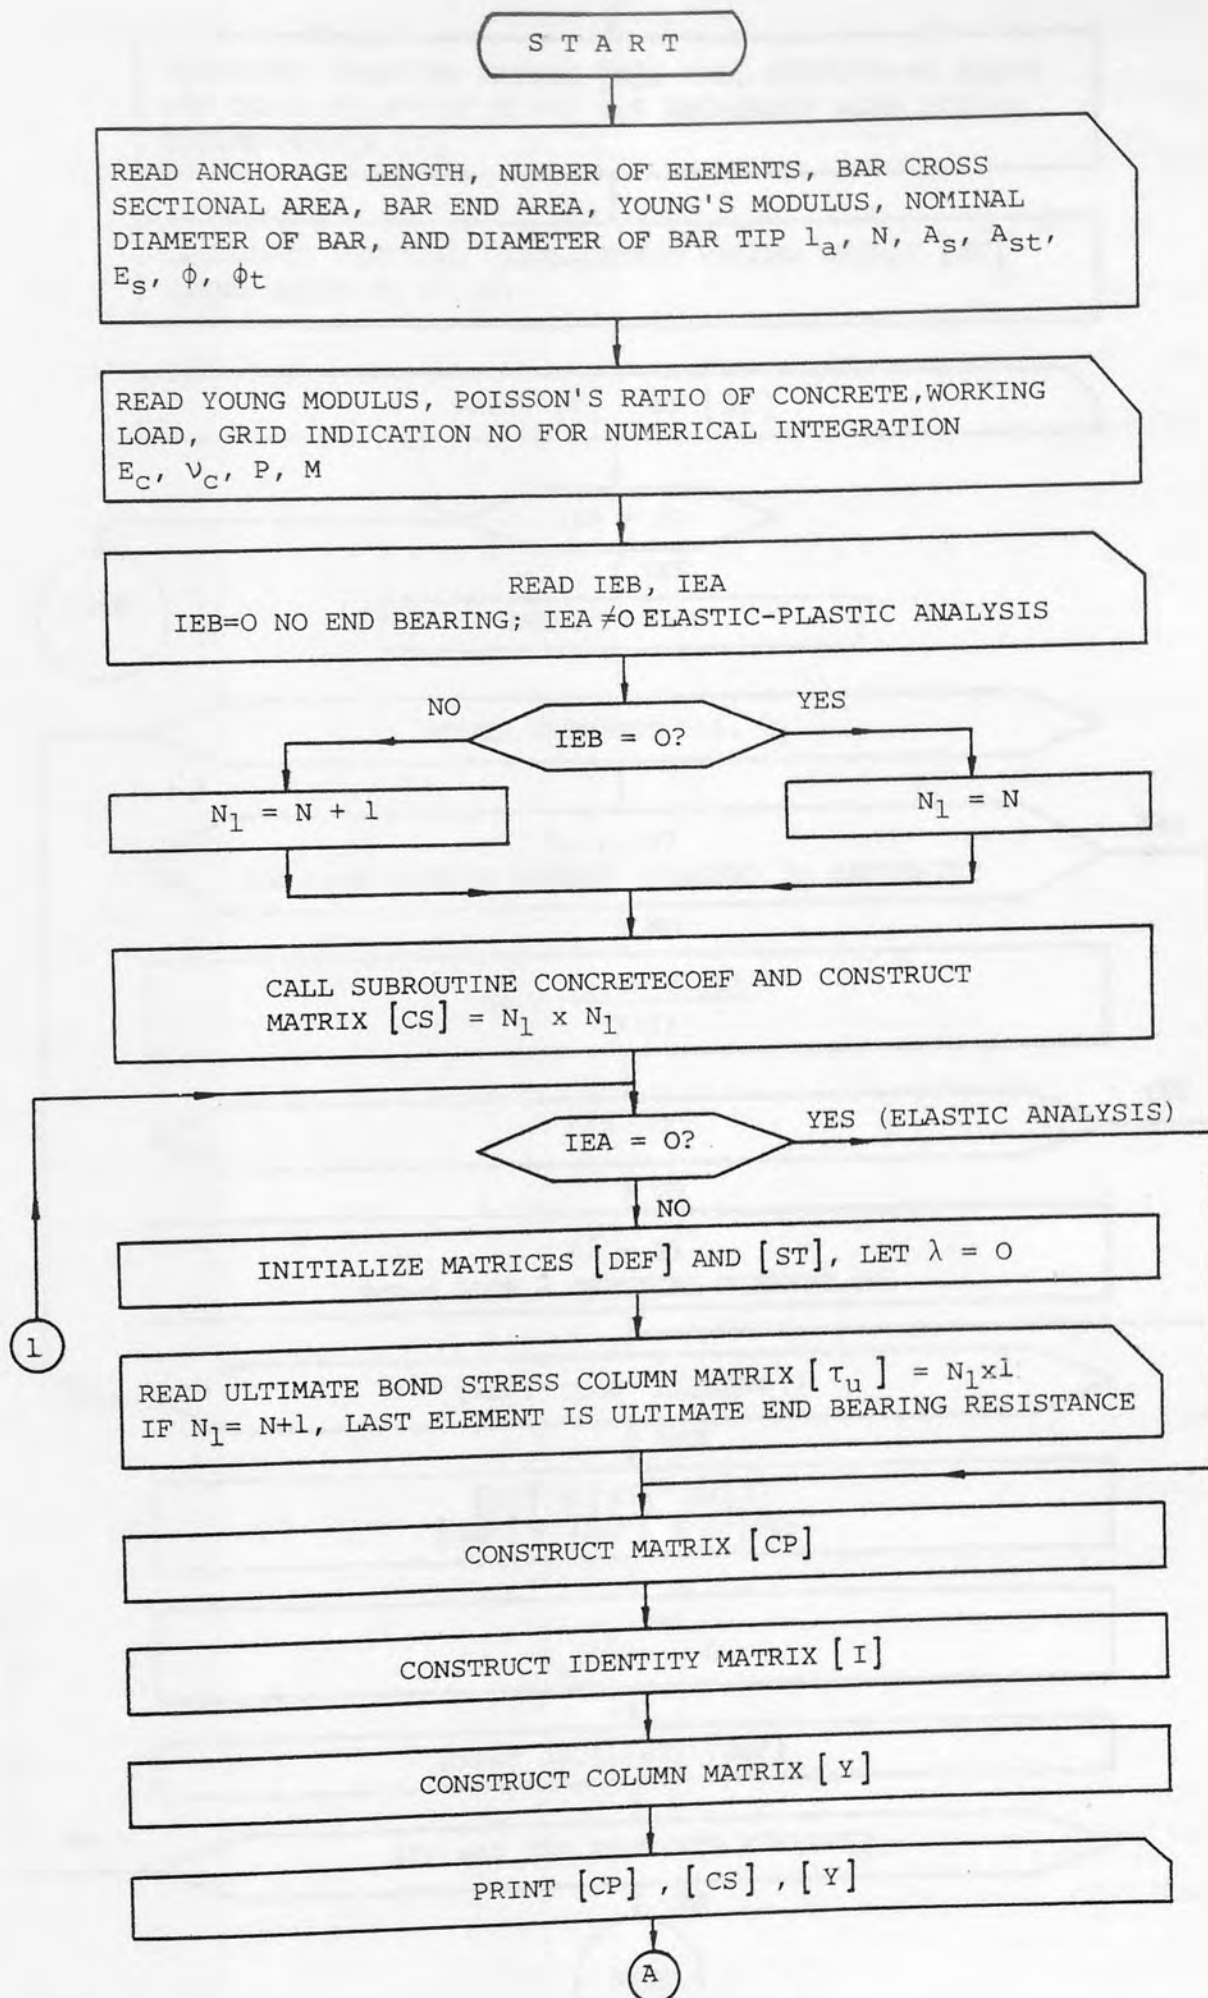 START
READ ANCHORAGE LENGTH, NUMBER OF ELEMENTS, BAR CROSS
SECTIONAL AREA, BAR END AREA, YOUNG'S MODULUS, NOMINAL
DIAMETER OF BAR, AND DIAMETER OF BAR TIP l_a, N, A_s, A_st,
E_s, ϕ, ϕ_t
READ YOUNG MODULUS, POISSON'S RATIO OF CONCRETE,WORKING
LOAD, GRID INDICATION NO FOR NUMERICAL INTEGRATION
E_c, ν_c, P, M
READ IEB, IEA
IEB=O NO END BEARING; IEA ≠O ELASTIC-PLASTIC ANALYSIS
NO
YES
IEB = O?
N_1 = N + 1
N_1 = N
CALL SUBROUTINE CONCRETECOEF AND CONSTRUCT
MATRIX [CS] = N_1 x N_1
IEA = O?
YES (ELASTIC ANALYSIS)
NO
INITIALIZE MATRICES [DEF] AND [ST], LET λ = O
1
READ ULTIMATE BOND STRESS COLUMN MATRIX [τ_u] = N_1x1
IF N_1= N+1, LAST ELEMENT IS ULTIMATE END BEARING RESISTANCE
CONSTRUCT MATRIX [CP]
CONSTRUCT IDENTITY MATRIX [I]
CONSTRUCT COLUMN MATRIX [Y]
PRINT [CP] , [CS] , [Y]
A